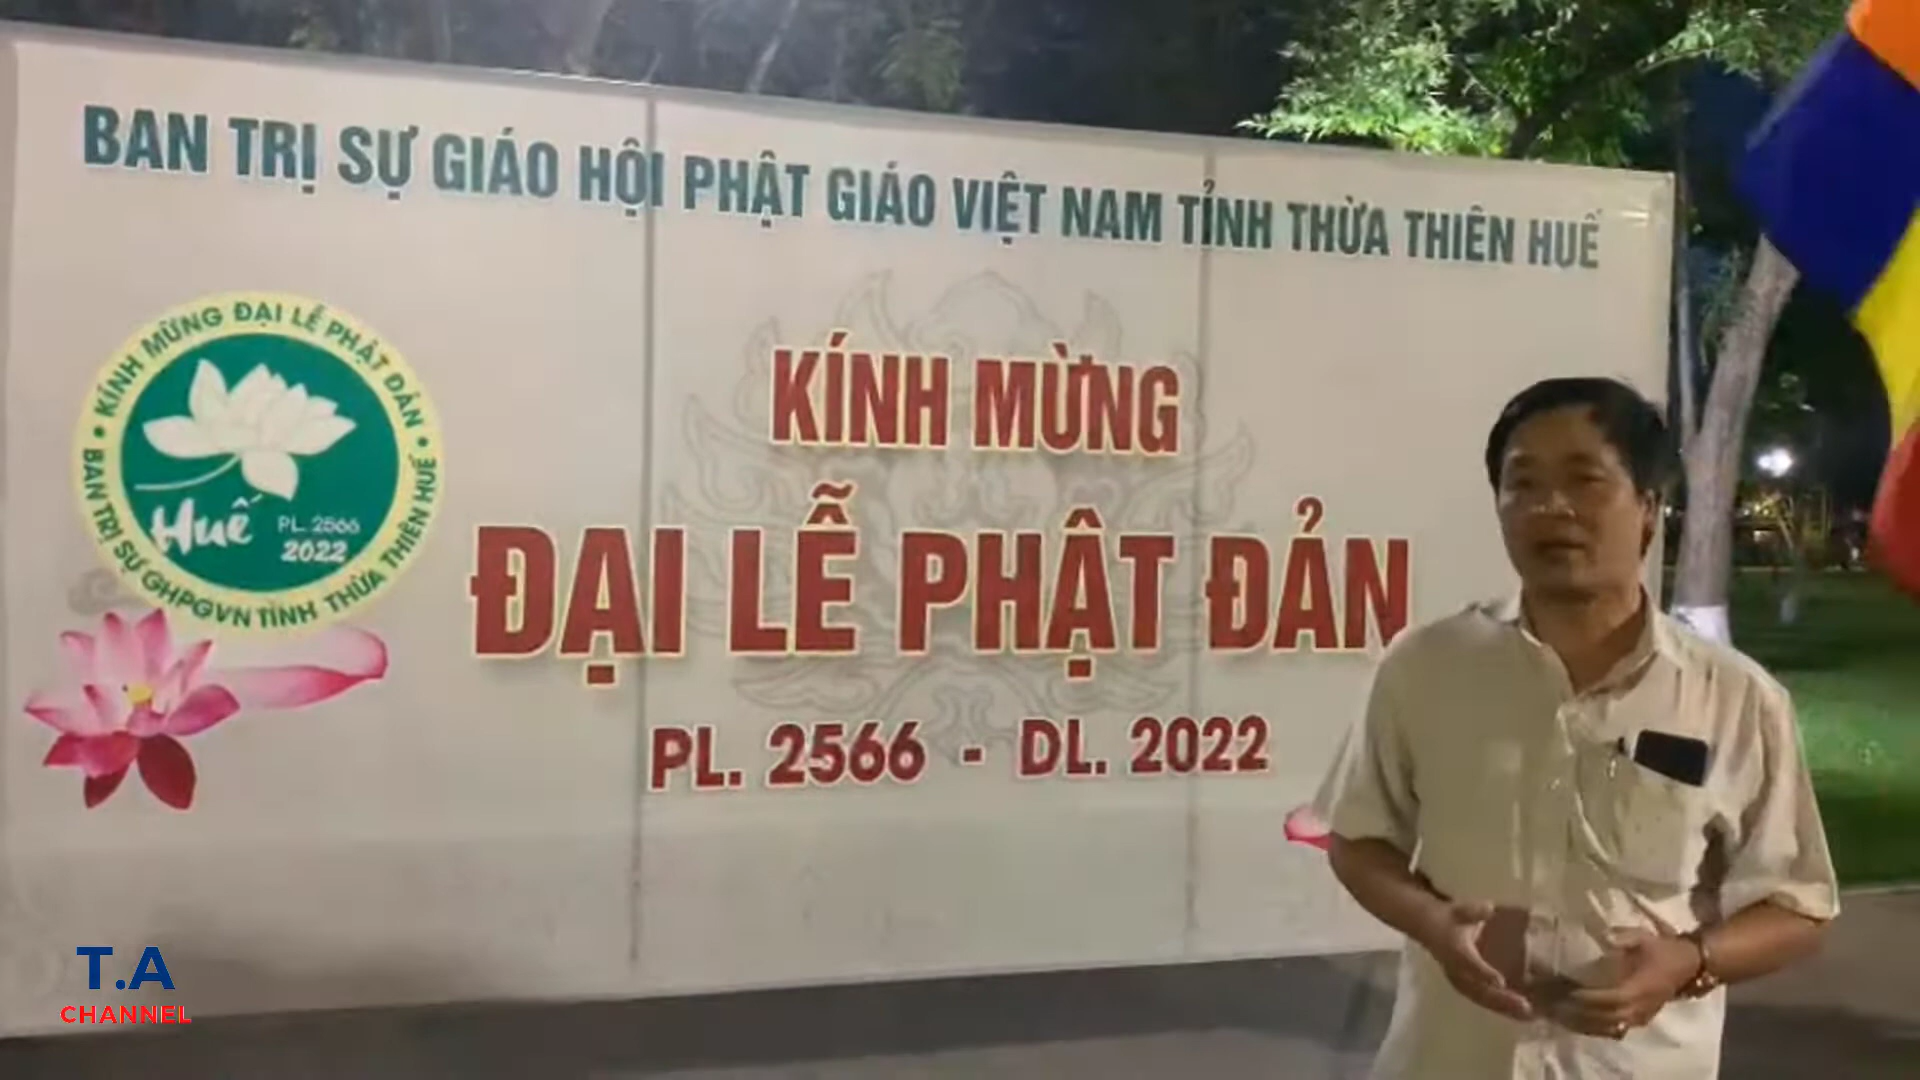 BAN TRỊ SỰ GIÁO HỘI PHẬT GIÁO VIỆT NAM TỈNH THỪA THIÊN HUẾ
KÍNH MỪNG ĐẠI LỄ PHẬT ĐẢN
BAN TRỊ SỰ GHPGVN TỈNH THỪA THIÊN HUẾ
Huế
PL. 2566
2022
KÍNH MỪNG
ĐẠI LỄ PHẬT ĐẢN
PL. 2566 - DL. 2022
T.A
CHANNEL